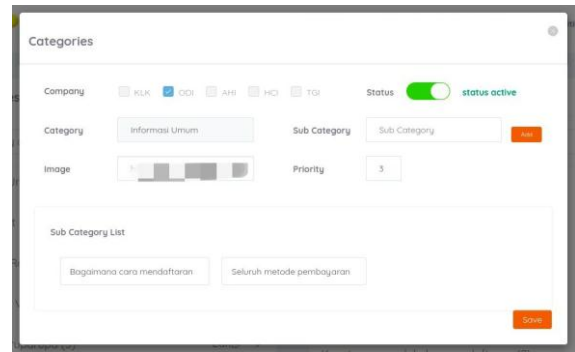 Categories
Company KLK ODI AHI HCI TGI Status status active
Category Informasi Umum Sub Category Sub Category Add
Image Priority 3
Sub Category List
Bagaimana cara mendaftaran Seluruh metode pembayaran
Save